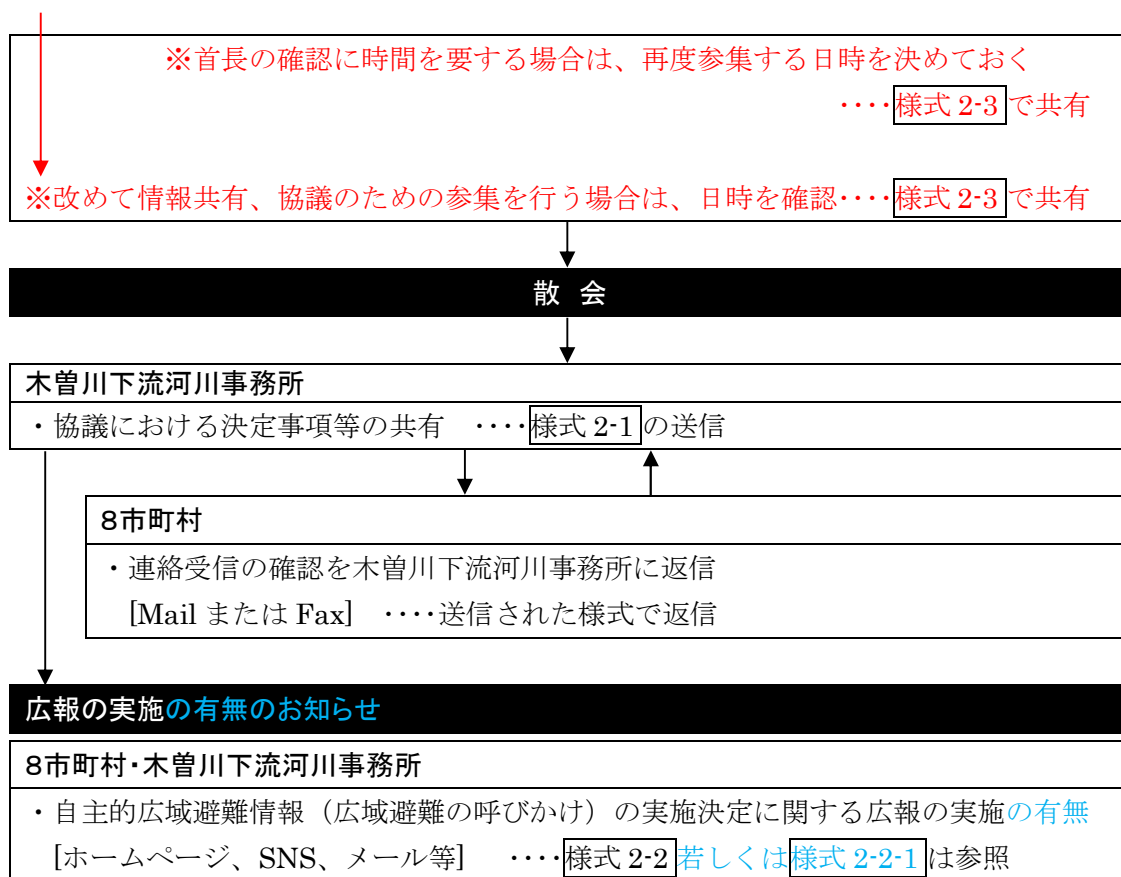 ※首長の確認に時間を要する場合は、再度参集する日時を決めておく
‥‥様式 2-3 で共有
※改めて情報共有、協議のための参集を行う場合は、日時を確認‥‥様式 2-3 で共有
散 会
木曽川下流河川事務所
・協議における決定事項等の共有　‥‥様式 2-1 の送信
8市町村
・連絡受信の確認を木曽川下流河川事務所に返信
[Mail または Fax]　‥‥送信された様式で返信
広報の実施の有無のお知らせ
8市町村・木曽川下流河川事務所
・自主的広域避難情報（広域避難の呼びかけ）の実施決定に関する広報の実施の有無
[ホームページ、SNS、メール等]　‥‥様式 2-2 若しくは様式 2-2-1 は参照